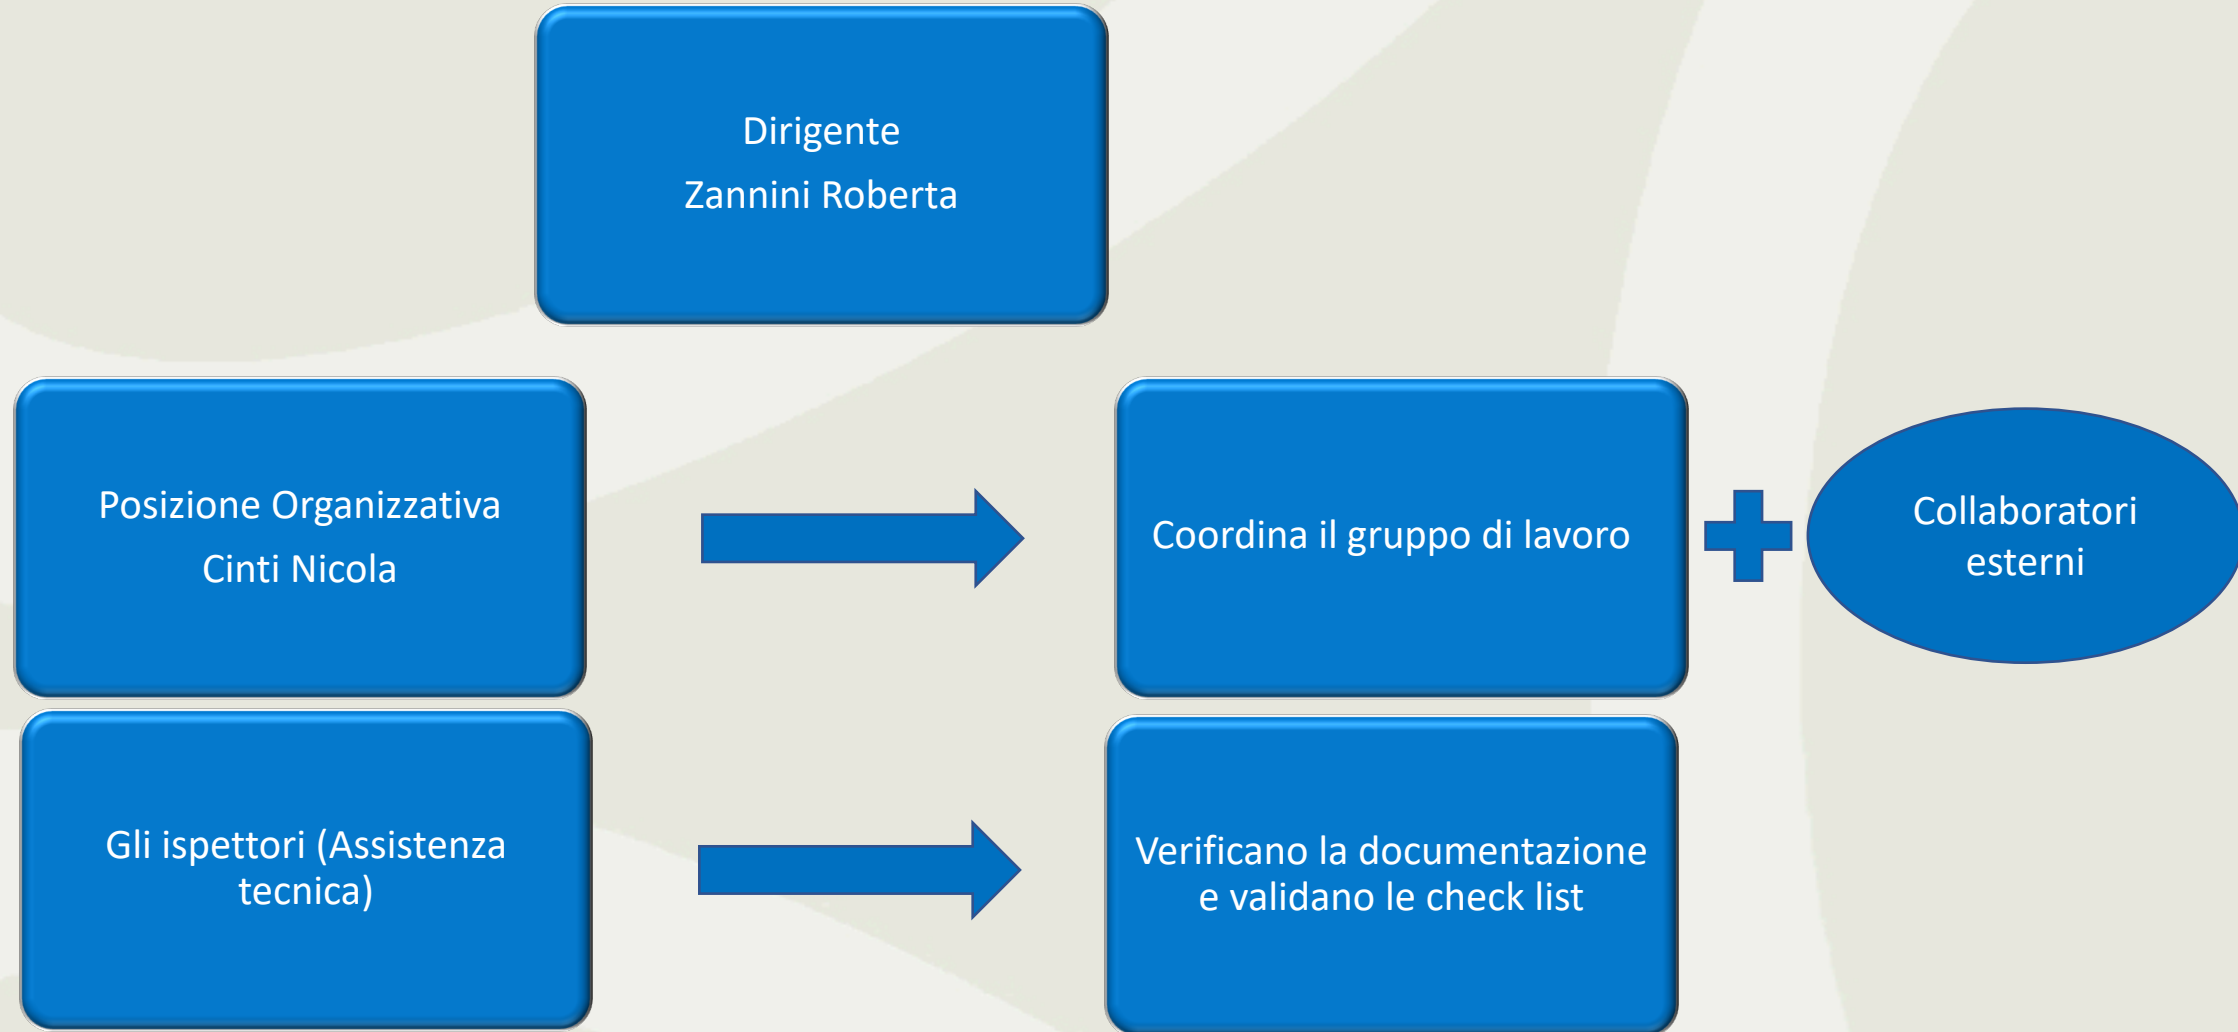 Dirigente
Zannini Roberta
Posizione Organizzativa
Cinti Nicola
Coordina il gruppo di lavoro
Collaboratori
esterni
Gli ispettori (Assistenza
tecnica)
Verificano la documentazione
e validano le check list